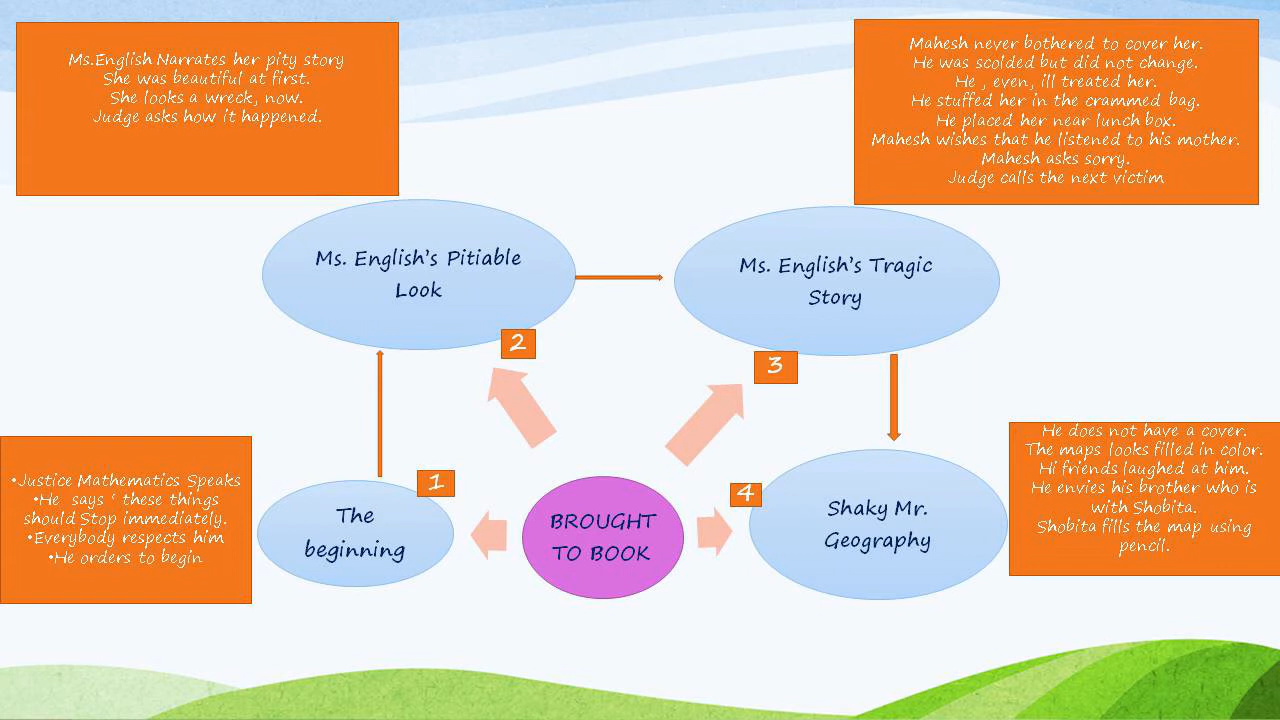 Ms.English Narrates her pity story
She was beautiful at first.
She looks a wreck, now.
Judge asks how it happened.
Mahesh never bothered to cover her.
He was scolded but did not change.
He , even, ill treated her.
He stuffed her in the crammed bag.
He placed her near lunch box.
Mahesh wishes that he listened to his mother.
Mahesh asks sorry.
Judge calls the next victim
Ms. English's Pitiable
Look
2
Ms. English's Tragic
Story
3
•Justice Mathematics Speaks
•He says ‘ these things
should Stop immediately.
•Everybody respects him
•He orders to begin
1
The
beginning
BROUGHT
TO BOOK
4
Shaky Mr.
Geography
He does not have a cover.
The maps looks filled in color.
Hi friends laughed at him.
He envies his brother who is
with Shobita.
Shobita fills the map using
pencil.